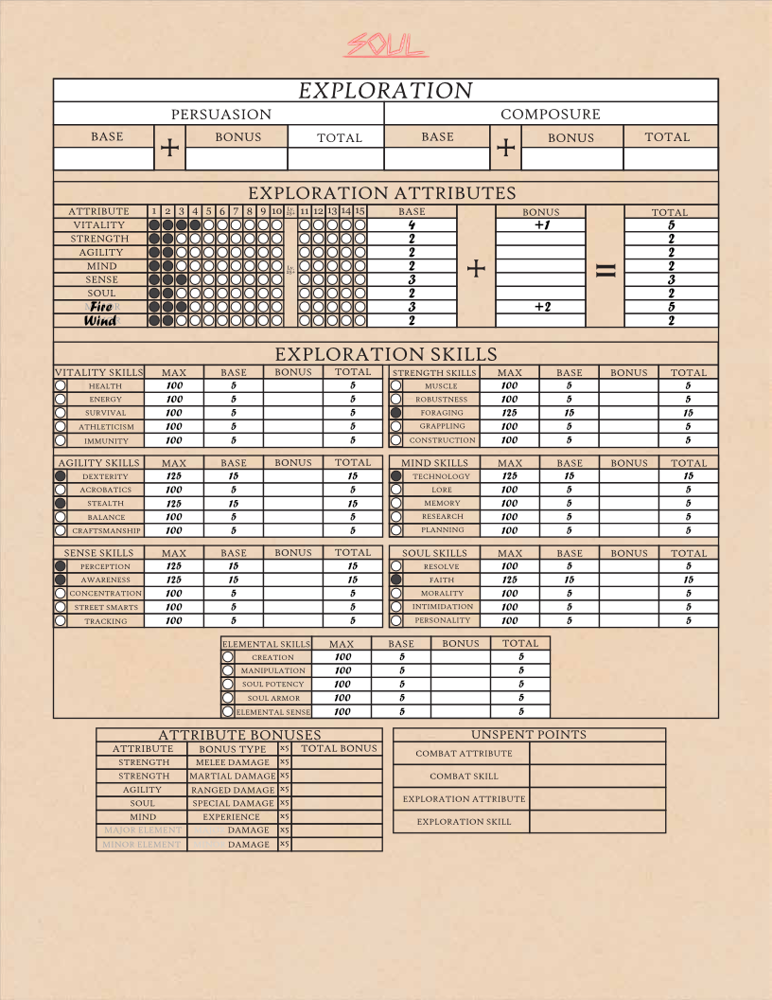 SOUL
EXPLORATION
PERSUASION COMPOSURE
BASE + BONUS TOTAL BASE + BONUS TOTAL
EXPLORATION ATTRIBUTES
ATTRIBUTE 1 2 3 4 5 6 7 8 9 10 11 12 13 14 15 BASE BONUS TOTAL
VITALITY 4 +1 5
STRENGTH 2 2
AGILITY 2 2
MIND 2 + = 2
SENSE 3 3
SOUL 2 2
Fire 3 +2 5
Wind 2 2
EXPLORATION SKILLS
VITALITY SKILLS MAX BASE BONUS TOTAL STRENGTH SKILLS MAX BASE BONUS TOTAL
HEALTH 100 5 5 MUSCLE 100 5 5
ENERGY 100 5 5 ROBUSTNESS 100 5 5
SURVIVAL 100 5 5 FORAGING 125 15 15
ATHLETICISM 100 5 5 GRAPPLING 100 5 5
IMMUNITY 100 5 5 CONSTRUCTION 100 5 5
AGILITY SKILLS MAX BASE BONUS TOTAL MIND SKILLS MAX BASE BONUS TOTAL
DEXTERITY 125 15 15 TECHNOLOGY 125 15 15
ACROBATICS 100 5 5 LORE 100 5 5
STEALTH 125 15 15 MEMORY 100 5 5
BALANCE 100 5 5 RESEARCH 100 5 5
CRAFTSMANSHIP 100 5 5 PLANNING 100 5 5
SENSE SKILLS MAX BASE BONUS TOTAL SOUL SKILLS MAX BASE BONUS TOTAL
PERCEPTION 125 15 15 RESOLVE 100 5 5
AWARENESS 125 15 15 FAITH 125 15 15
CONCENTRATION 100 5 5 MORALITY 100 5 5
STREET SMARTS 100 5 5 INTIMIDATION 100 5 5
TRACKING 100 5 5 PERSONALITY 100 5 5
ELEMENTAL SKILLS MAX BASE BONUS TOTAL
CREATION 100 5 5
MANIPULATION 100 5 5
SOUL POTENCY 100 5 5
SOUL ARMOR 100 5 5
ELEMENTAL SENSE 100 5 5
ATTRIBUTE BONUSES UNSPENT POINTS
ATTRIBUTE BONUS TYPE X5 TOTAL BONUS
STRENGTH MELEE DAMAGE X5 COMBAT ATTRIBUTE
STRENGTH MARTIAL DAMAGE X5 COMBAT SKILL
AGILITY RANGED DAMAGE X5
SOUL SPECIAL DAMAGE X5 EXPLORATION ATTRIBUTE
MIND EXPERIENCE X5 EXPLORATION SKILL
MAJOR ELEMENT DAMAGE X5
MINOR ELEMENT DAMAGE X5